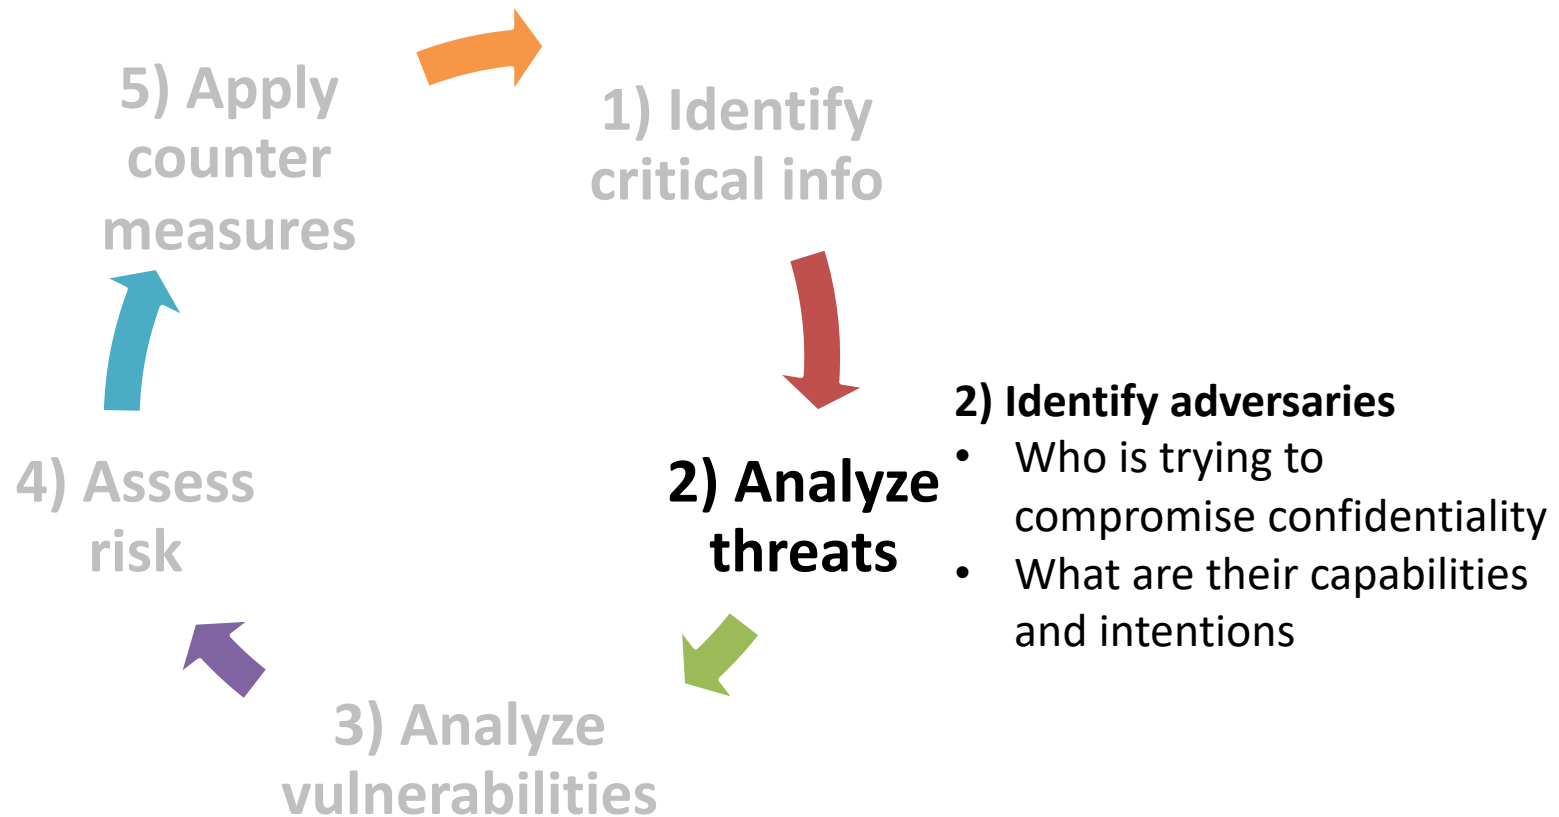 5) Apply
counter
measures
1) Identify
critical info
2) Analyze
threats
2) Identify adversaries
• Who is trying to
compromise confidentiality
• What are their capabilities
and intentions
3) Analyze
vulnerabilities
4) Assess
risk